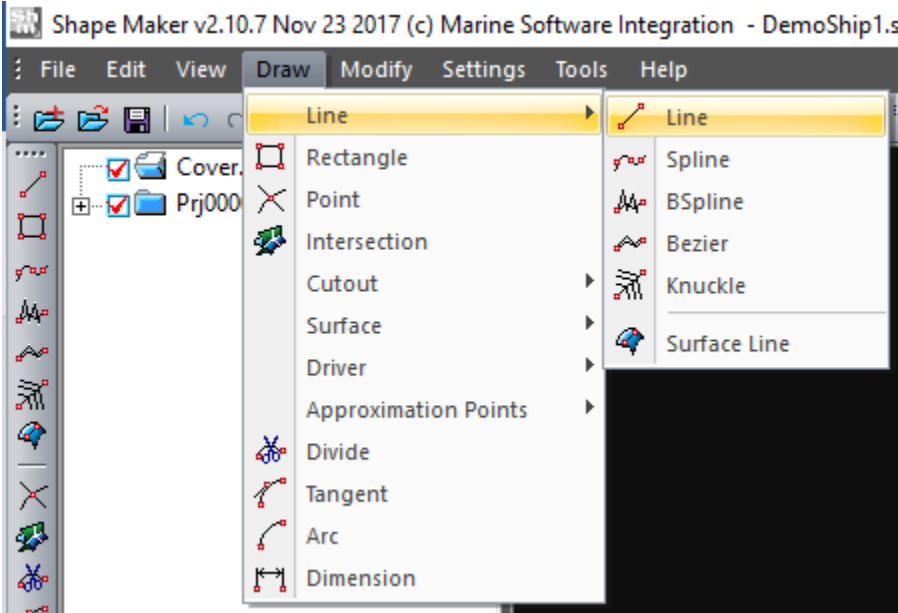 Shape Maker v2.10.7 Nov 23 2017 (c) Marine Software Integration - DemoShip1.s
File Edit View Draw Modify Settings Tools Help
Line
Rectangle
Point
Intersection
Cutout
Surface
Driver
Approximation Points
Divide
Tangent
Arc
Dimension
Line
Spline
BSpline
Bezier
Knuckle
Surface Line
Cover.
Prj000